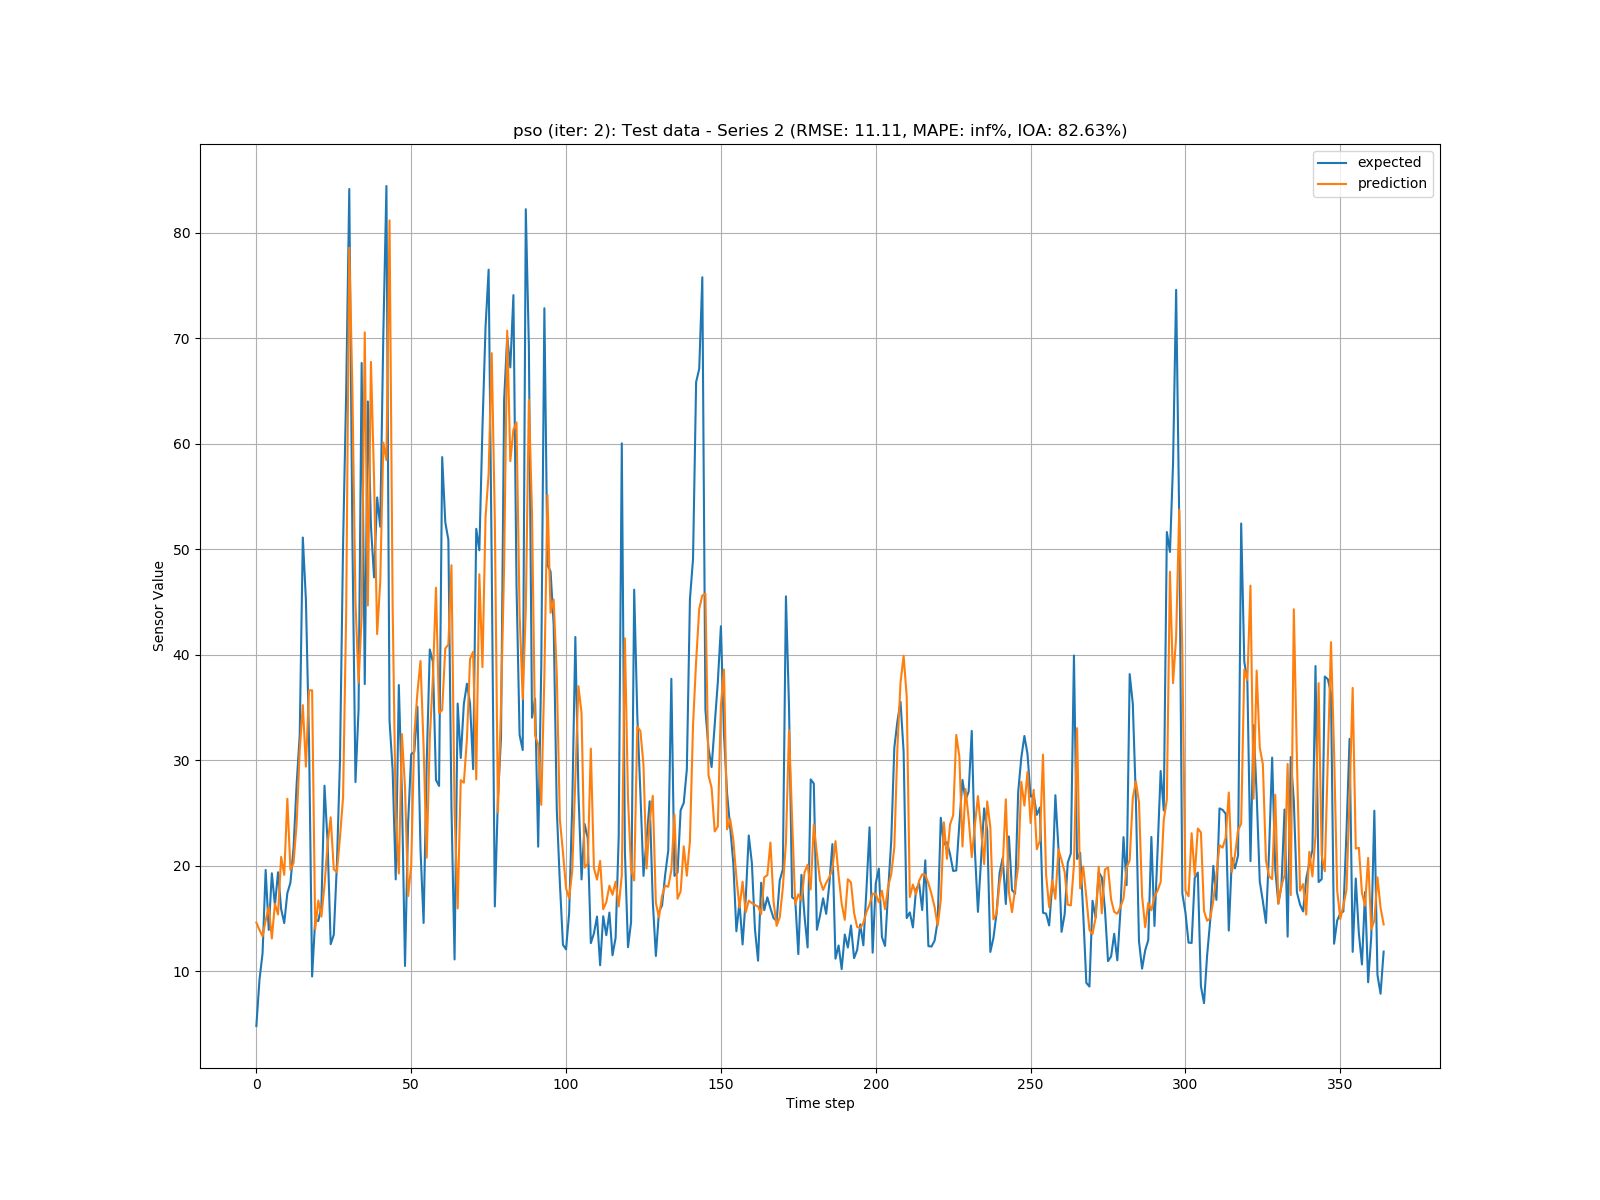 pso (iter: 2): Test data - Series 2 (RMSE: 11.11, MAPE: inf%, IOA: 82.63%)
expected
prediction
80
70
60
50
40
30
20
10
Sensor Value
0 50 100 150 200 250 300 350
Time step